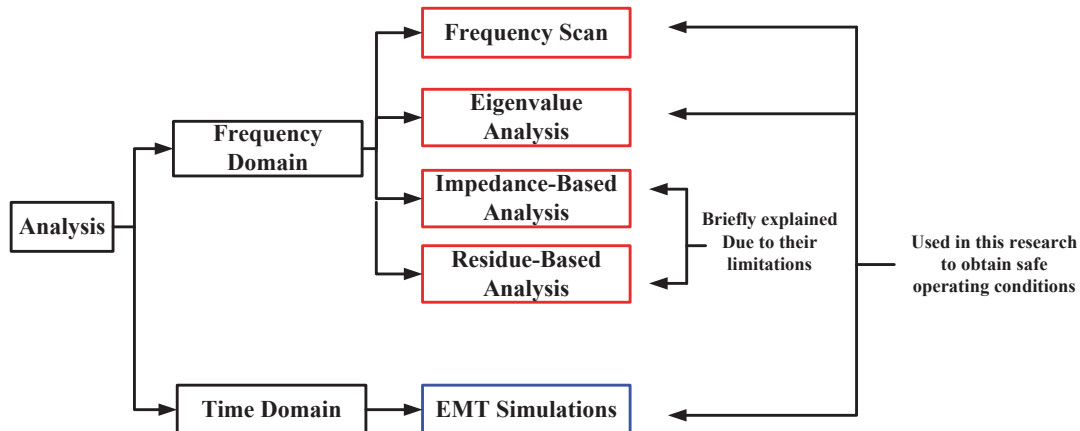 Frequency Scan
Eigenvalue
Analysis
Frequency
Domain
Impedance-Based
Analysis
Analysis
Briefly explained
Due to their
limitations
Used in this research
to obtain safe
operating conditions
Residue-Based
Analysis
Time Domain
EMT Simulations